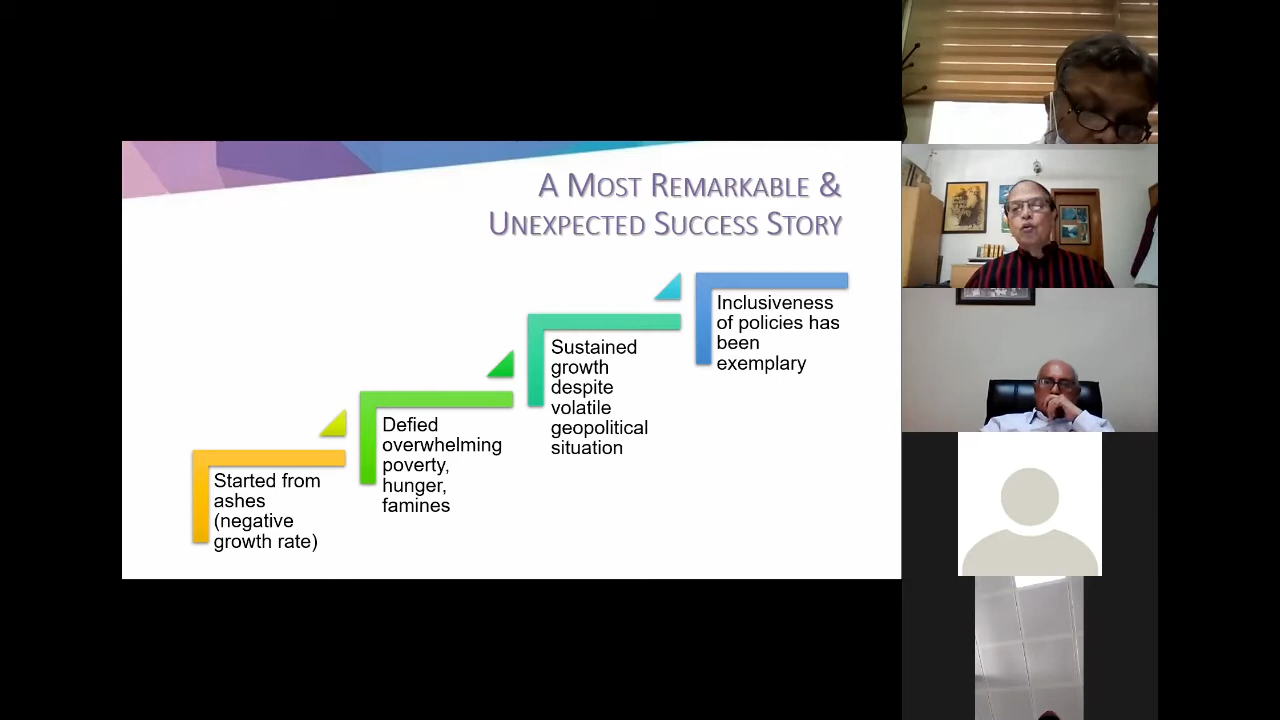 A MOST REMARKABLE &
UNEXPECTED SUCCESS STORY
Started from
ashes
(negative
growth rate)
Defied
overwhelming
poverty,
hunger,
famines
Sustained
growth
despite
volatile
geopolitical
situation
Inclusiveness
of policies has
been
exemplary